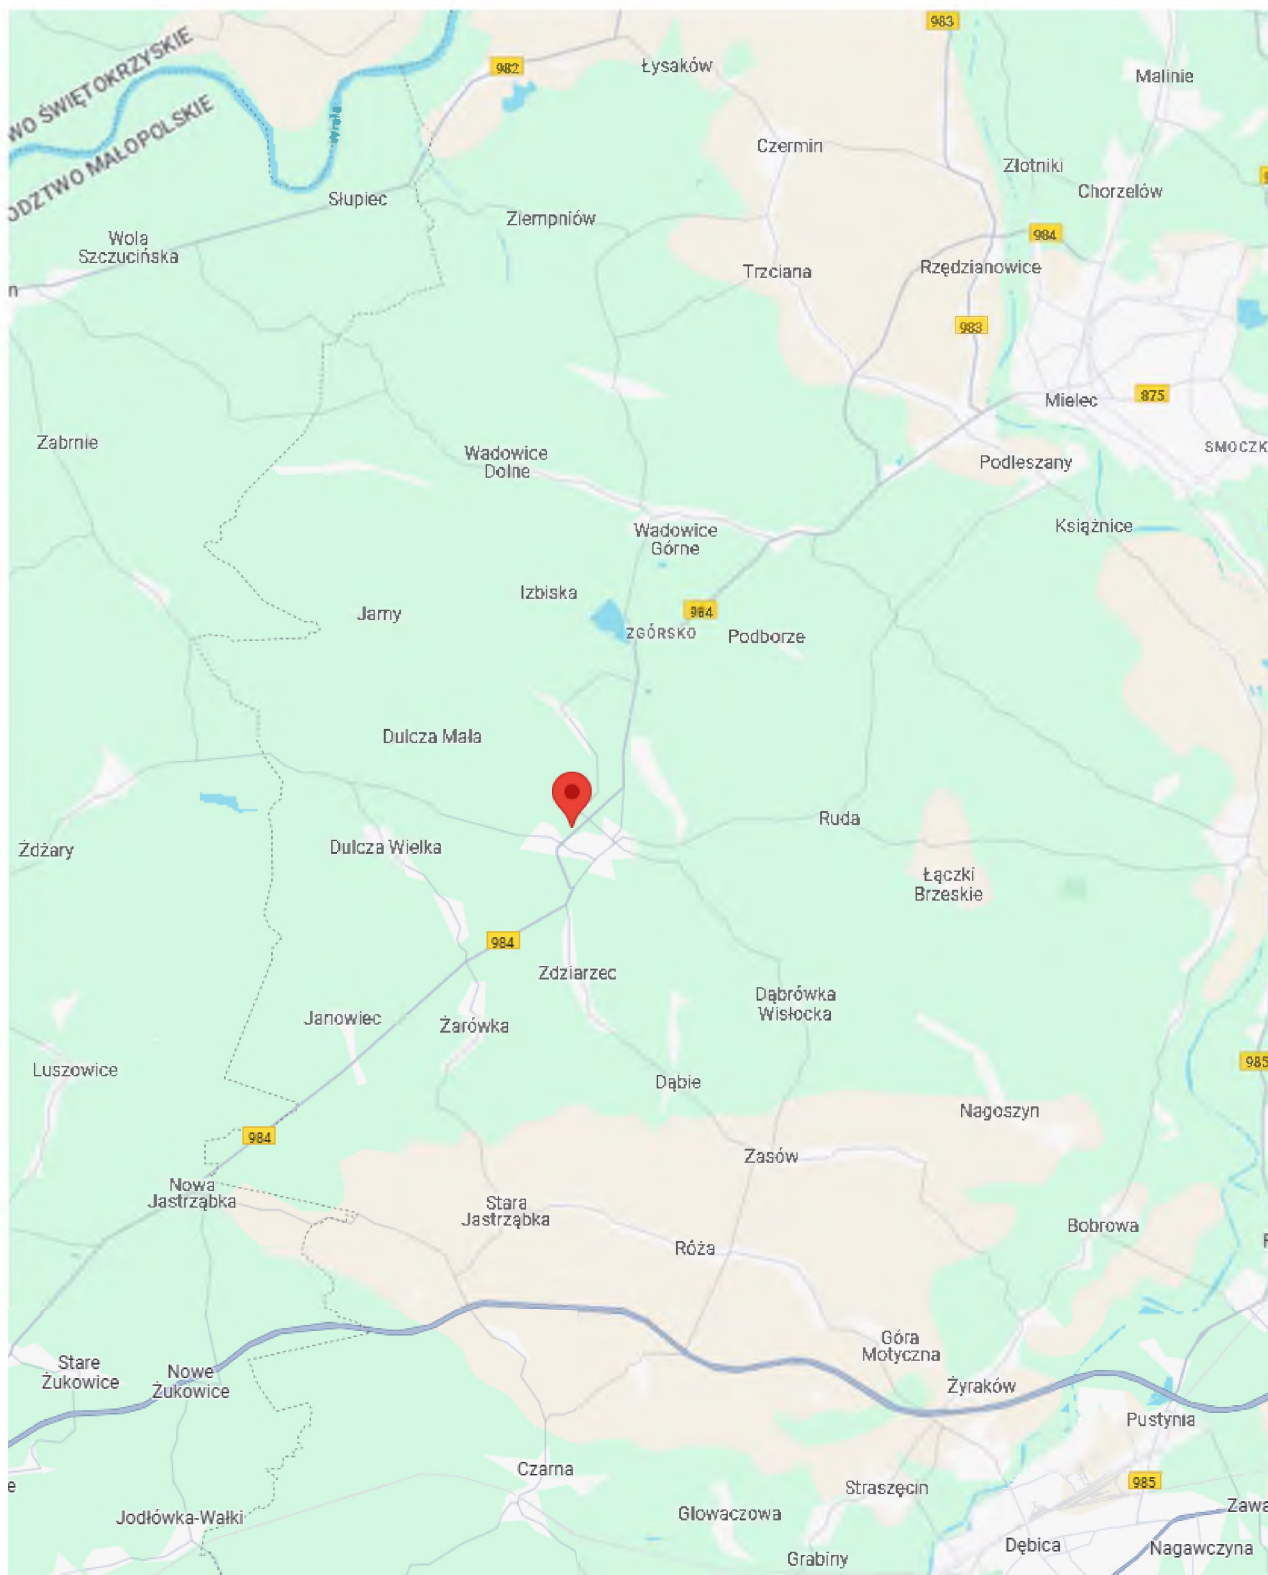 983
982
Łysaków
Malinie
WO ŚWIĘTOKRZYSKIE
ODZTWO MAŁOPOLSKIE
Wisła
Czermin
Złotniki
Chorzelów
Słupiec
Ziempniów
984
Wola
Szczucińska
Trzciana
Rzędzianowice
n
983
Mielec
875
Zabrnie
Wadowice
Dolne
Podleszany
SMOCZK
Wadowice
Górne
Książnice
Izbiska
984
Jamy
ZGÓRSKO
Podborze
Dulcza Mała
Ruda
Żdżary
Dulcza Wielka
Łączki
Brzeskie
984
Zdziarzec
Dąbrówka
Wisłocka
Janowiec
Żarówka
Luszowice
985
Dąbie
Nagoszyn
984
Zasów
Nowa
Jastrząbka
Stara
Jastrząbka
Bobrowa
Róża
Góra
Motyczna
Stare
Żukowice
Nowe
Żukowice
Żyraków
Pustynia
Czarna
985
Straszęcin
e
Jodłówka-Wałki
Głowaczowa
Zawa
Dębica
Nagawczyna
Grabiny